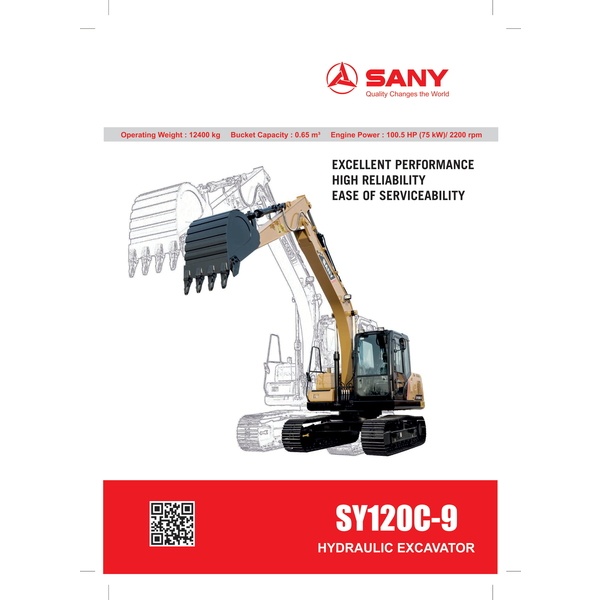 SANY
Quality Changes the World
Operating Weight : 12400 kg Bucket Capacity : 0.65 m³ Engine Power : 100.5 HP (75 kW)/ 2200 rpm
EXCELLENT PERFORMANCE
HIGH RELIABILITY
EASE OF SERVICEABILITY
SY120C-9
HYDRAULIC EXCAVATOR